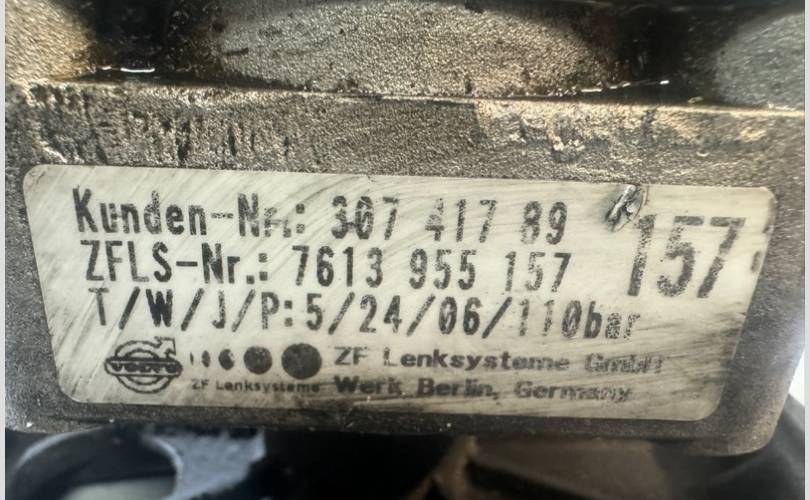 Kunden-Nr.: 307 417 89
ZFLS-Nr.: 7613 955 157
157
T/W/J/P:5/24/06/110bar
VOLVO
ZF Lenksysteme
ZF Lenksysteme GmbH
Werk Berlin, Germany